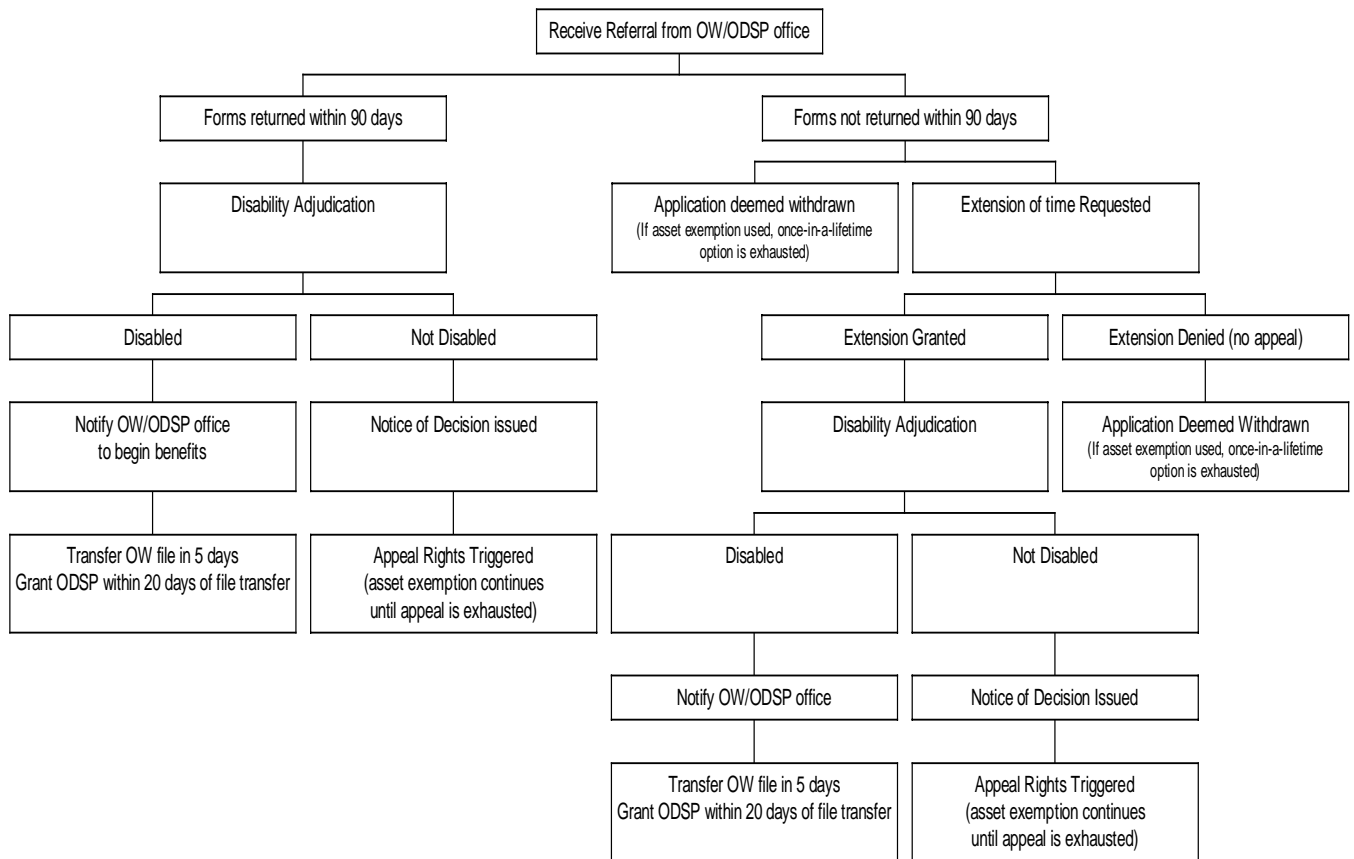 Receive Referral from OW/ODSP office
Forms returned within 90 days
Forms not returned within 90 days
Disability Adjudication
Application deemed withdrawn
(If asset exemption used, once-in-a-lifetime
option is exhausted)
Extension of time Requested
Disabled
Not Disabled
Extension Granted
Extension Denied (no appeal)
Notify OW/ODSP office
to begin benefits
Notice of Decision issued
Disability Adjudication
Application Deemed Withdrawn
(If asset exemption used, once-in-a-lifetime
option is exhausted)
Transfer OW file in 5 days
Grant ODSP within 20 days of file transfer
Appeal Rights Triggered
(asset exemption continues
until appeal is exhausted)
Disabled
Not Disabled
Notify OW/ODSP office
Notice of Decision Issued
Transfer OW file in 5 days
Grant ODSP within 20 days of file transfer
Appeal Rights Triggered
(asset exemption continues
until appeal is exhausted)